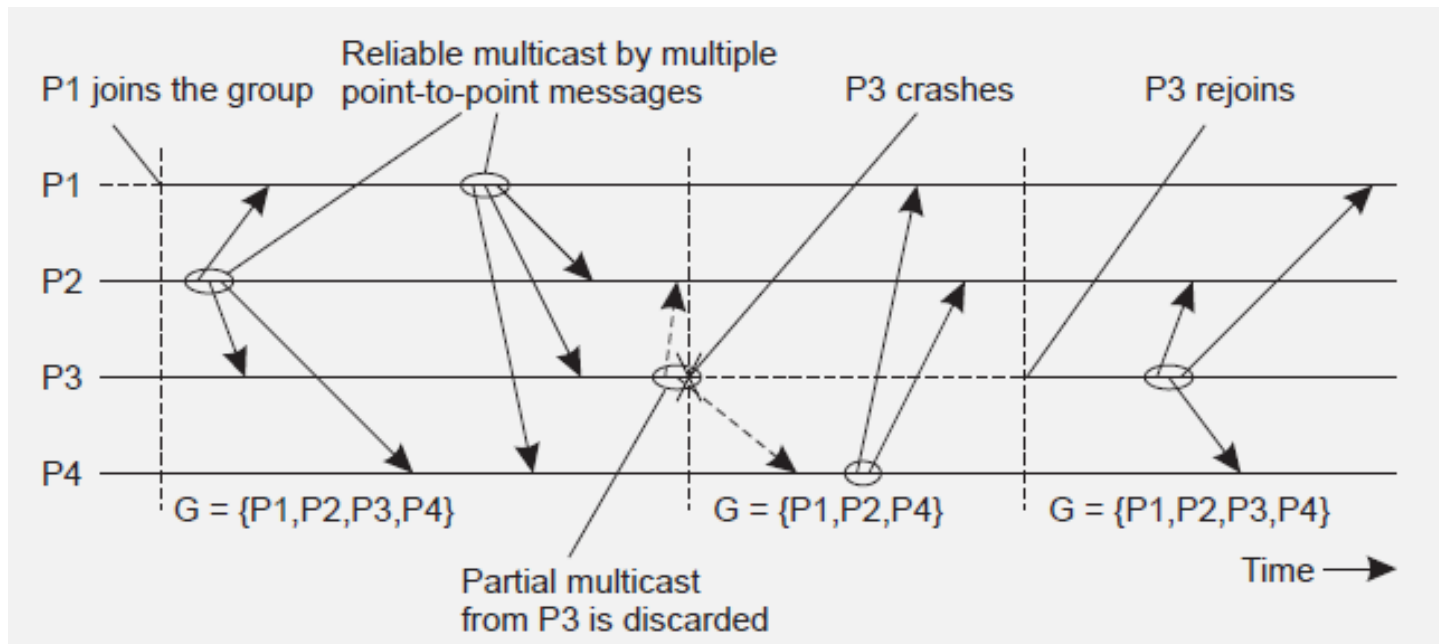 Reliable multicast by multiple
point-to-point messages
P1 joins the group
P3 crashes
P3 rejoins
P1
P2
P3
P4
G = {P1,P2,P3,P4}
G = {P1,P2,P4}
G = {P1,P2,P3,P4}
Partial multicast
from P3 is discarded
Time